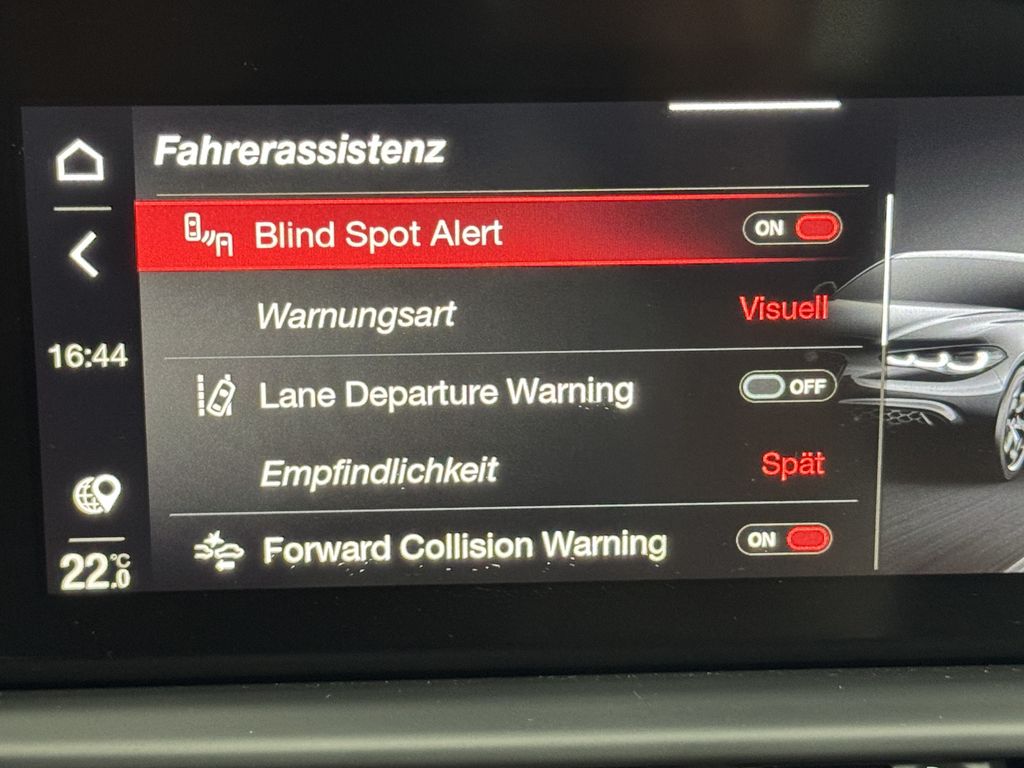 Fahrerassistenz
Blind Spot Alert ON
Warnungsart Visuell
16:44
Lane Departure Warning OFF
Empfindlichkeit Spät
Forward Collision Warning ON
22.0 °C